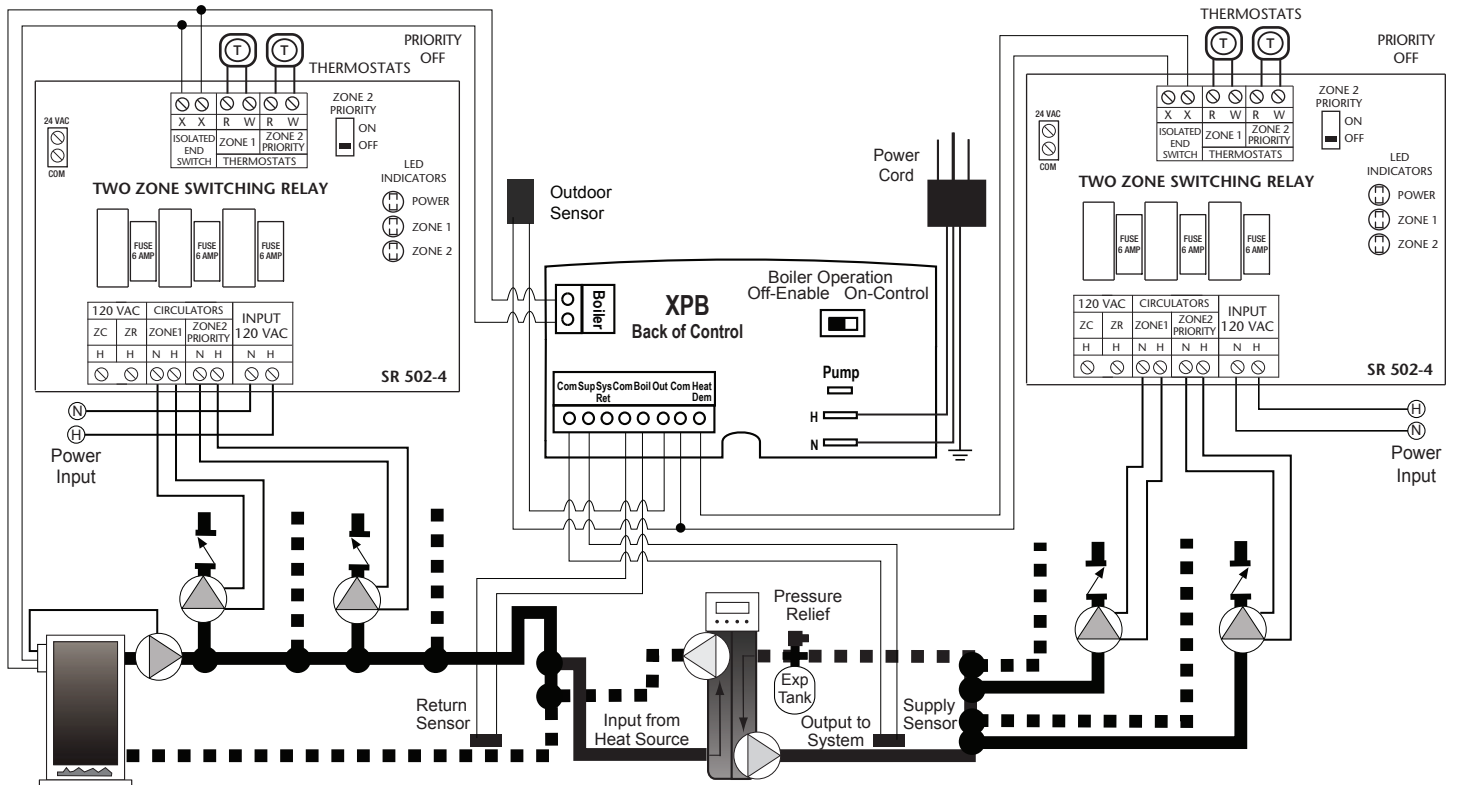 PRIORITY
OFF
T T
THERMOSTATS
ZONE 2
PRIORITY
ON
OFF
24 VAC
COM
X X R W R W
ISOLATED
END
SWITCH
ZONE 1
ZONE 2
PRIORITY
THERMOSTATS
LED
INDICATORS
POWER
ZONE 1
ZONE 2
TWO ZONE SWITCHING RELAY
FUSE
6 AMP
FUSE
6 AMP
FUSE
6 AMP
120 VAC
CIRCULATORS
INPUT
120 VAC
ZC ZR ZONE1
ZONE2
PRIORITY
H H N H N H N H
SR 502-4
N
H
Power
Input
Outdoor
Sensor
Power
Cord
Boiler
XPB
Back of Control
Boiler Operation
Off-Enable On-Control
Pump
H
N
Com Sup Sys Com Boil Out Com Heat
Ret Dem
THERMOSTATS
T T
PRIORITY
OFF
ZONE 2
PRIORITY
ON
OFF
24 VAC
COM
X X R W R W
ISOLATED
END
SWITCH
ZONE 1
ZONE 2
PRIORITY
THERMOSTATS
LED
INDICATORS
POWER
ZONE 1
ZONE 2
TWO ZONE SWITCHING RELAY
FUSE
6 AMP
FUSE
6 AMP
FUSE
6 AMP
120 VAC
CIRCULATORS
INPUT
120 VAC
ZC ZR ZONE1
ZONE2
PRIORITY
H H N H N H N H
SR 502-4
H
N
Power
Input
Return
Sensor
Input from
Heat Source
Pressure
Relief
Exp
Tank
Output to
System
Supply
Sensor